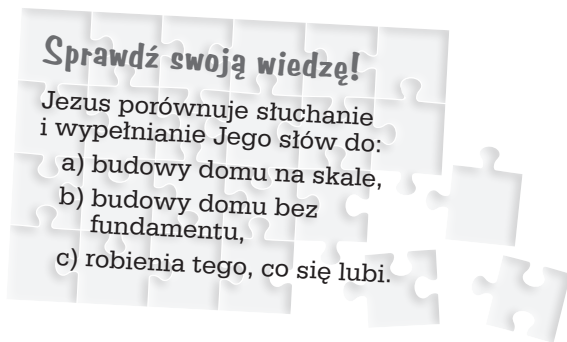 Sprawdź swoją wiedzę!
Jezus porównuje słuchanie
i wypełnianie Jego słów do:
a) budowy domu na skale,
b) budowy domu bez
fundamentu,
c) robienia tego, co się lubi.